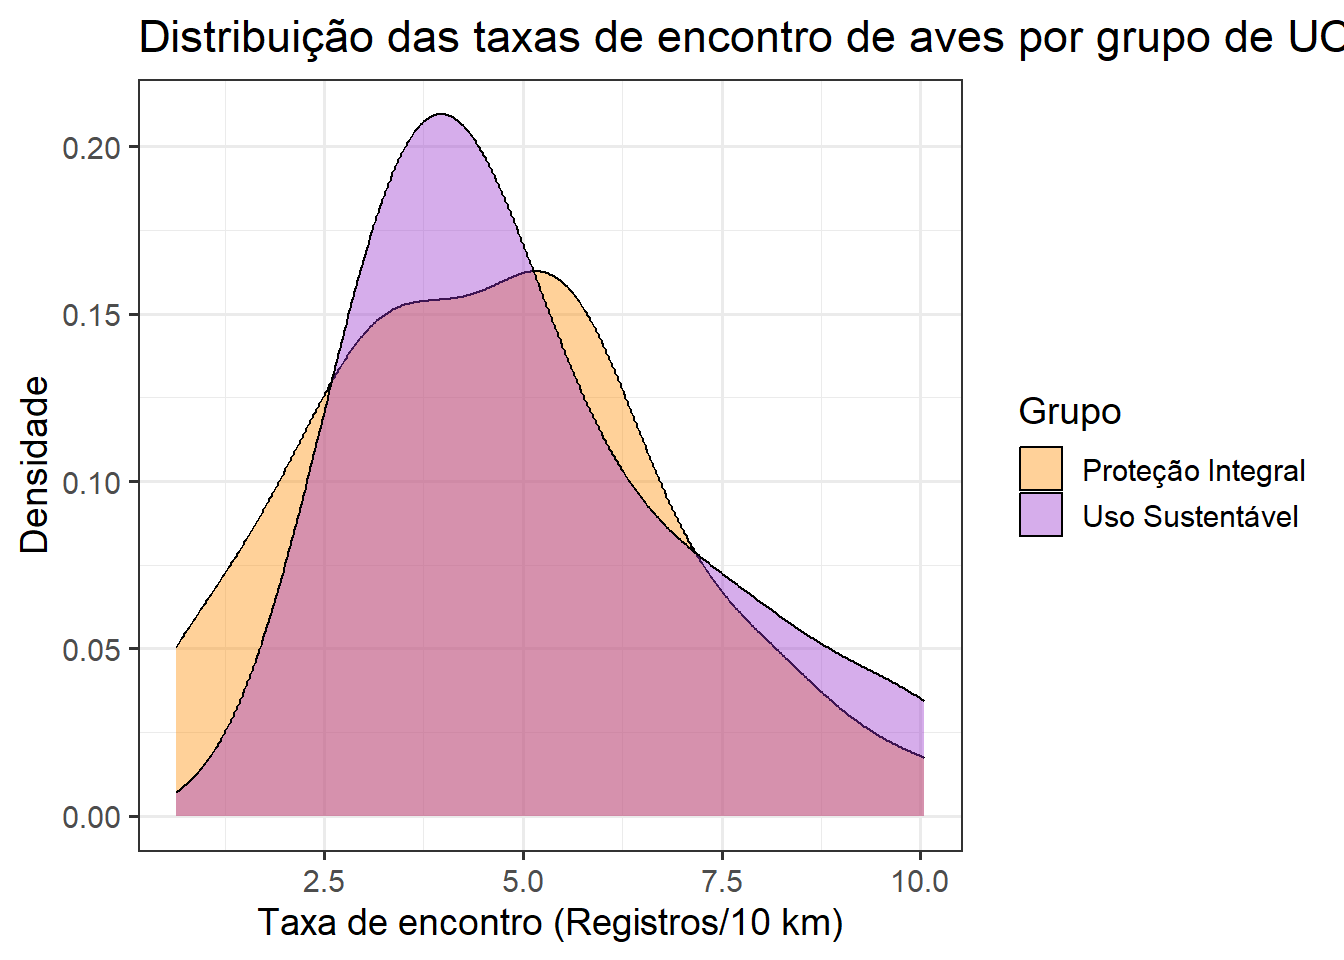 Distribuição das taxas de encontro de aves por grupo de UC
0.20
0.15
0.10
0.05
0.00
Densidade
2.5 5.0 7.5 10.0
Taxa de encontro (Registros/10 km)
Grupo
Proteção Integral
Uso Sustentável